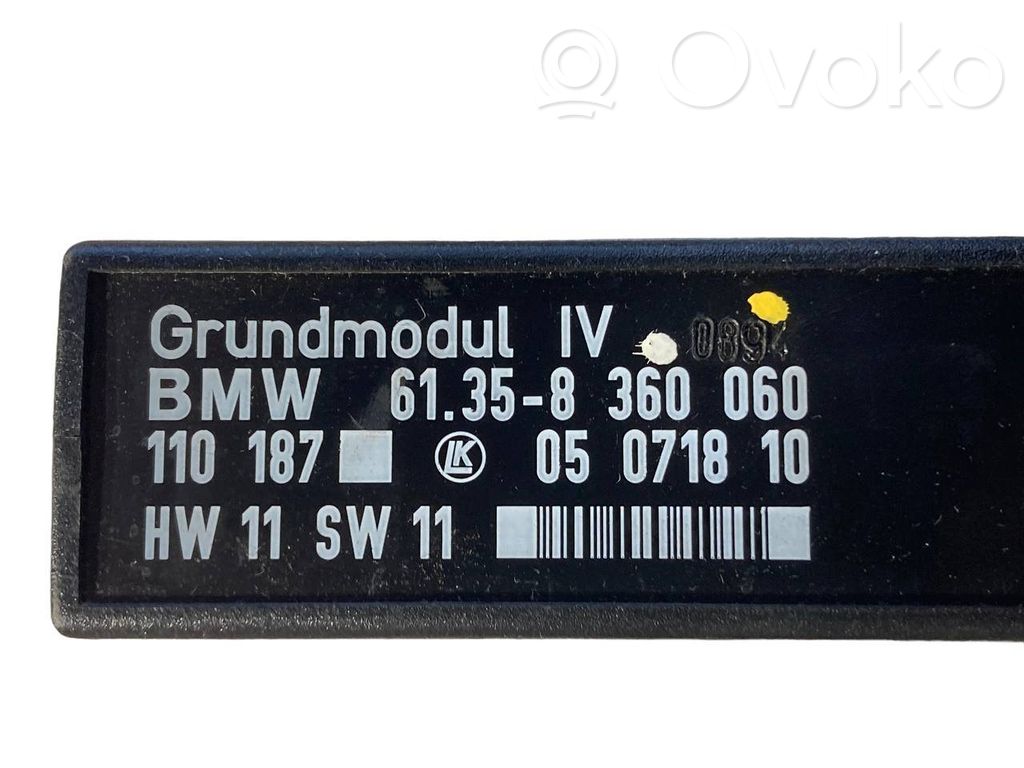 Ovoko
Grundmodul IV 0894
BMW 61.35-8 360 060
110 187 LK 05 0718 10
HW 11 SW 11